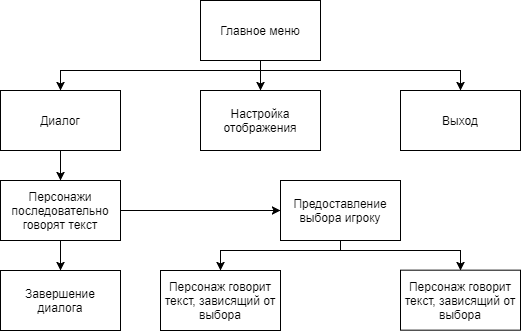 Главное меню
Диалог
Настройка
отображения
Выход
Персонажи
последовательно
говорят текст
Предоставление
выбора игроку
Завершение
диалога
Персонаж говорит
текст, зависящий от
выбора
Персонаж говорит
текст, зависящий от
выбора